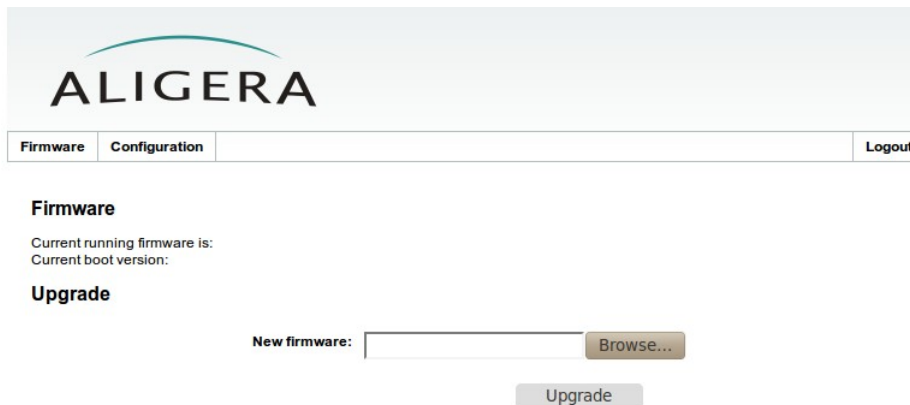 ALIGERA
Firmware Configuration Logout
Firmware
Current running firmware is:
Current boot version:
Upgrade
New firmware: Browse...
Upgrade